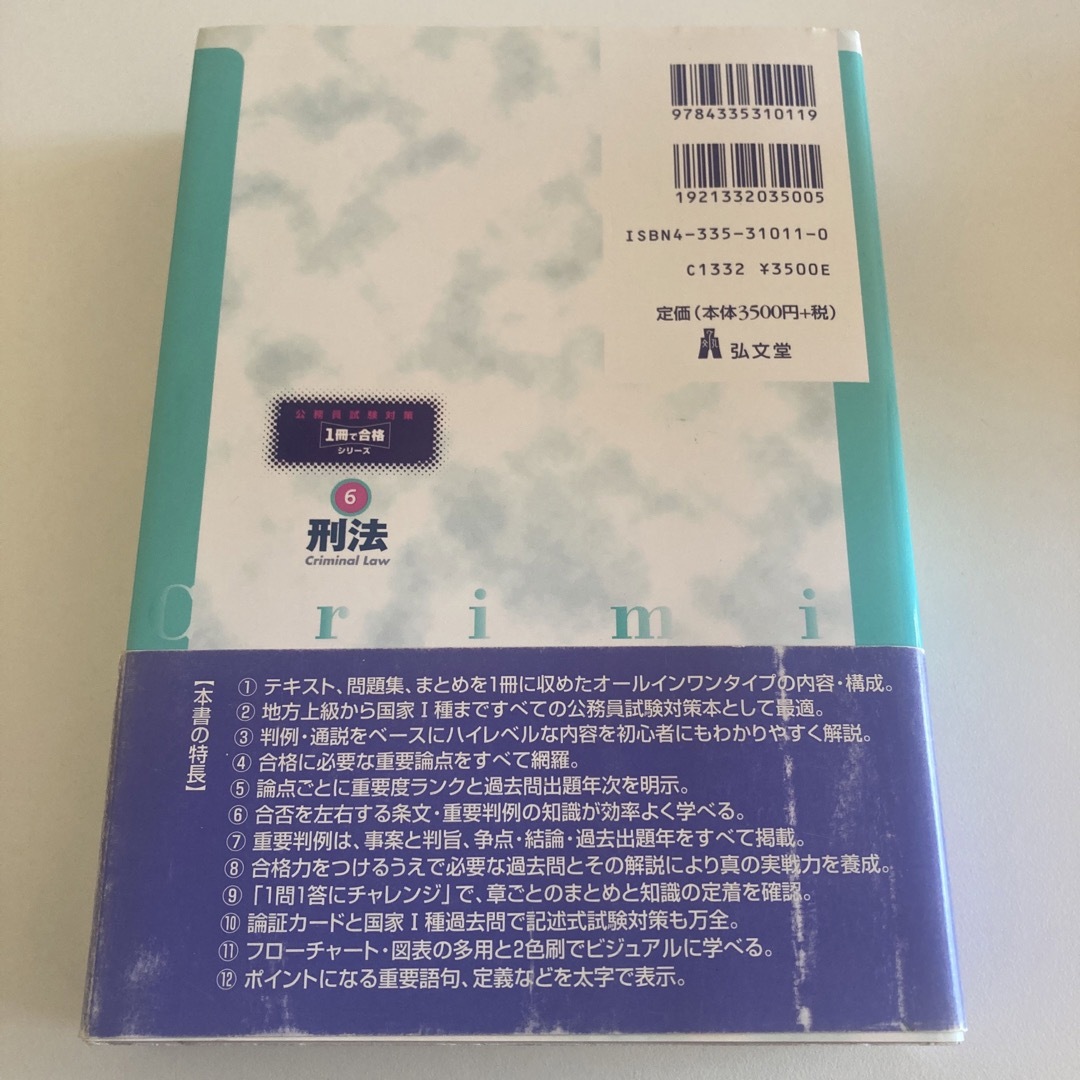 9784335310119
1921332035005
ISBN4-335-31011-0
C1332 ¥3500E
定価(本体3500円+税)
弘文堂
公務員試験対策
1冊で合格
シリーズ
6
刑法
Criminal Law
Crimi
【本書の特長】
① テキスト、問題集、まとめを1冊に収めたオールインワンタイプの内容・構成。
② 地方上級から国家Ⅰ種まですべての公務員試験対策本として最適。
③ 判例・通説をベースにハイレベルな内容を初心者にもわかりやすく解説。
④ 合格に必要な重要論点をすべて網羅。
⑤ 論点ごとに重要度ランクと過去問出題年次を明示。
⑥ 合否を左右する条文・重要判例の知識が効率よく学べる。
⑦ 重要判例は、事案と判旨、争点・結論・過去出題年をすべて掲載。
⑧ 合格力をつけるうえで必要な過去問とその解説により真の実戦力を養成。
⑨ 「1問1答にチャレンジ」で、章ごとのまとめと知識の定着を確認。
⑩ 論証カードと国家Ⅰ種過去問で記述式試験対策も万全。
⑪ フローチャート・図表の多用と2色刷でビジュアルに学べる。
⑫ ポイントになる重要語句、定義などを太字で表示。